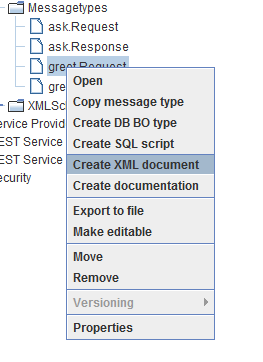 Messagetypes
ask.Request
ask.Response
greet.Request
gre
XMLSc
ervice Provid
EST Service
EST Service
ecurity
Open
Copy message type
Create DB BO type
Create SQL script
Create XML document
Create documentation
Export to file
Make editable
Move
Remove
Versioning
Properties